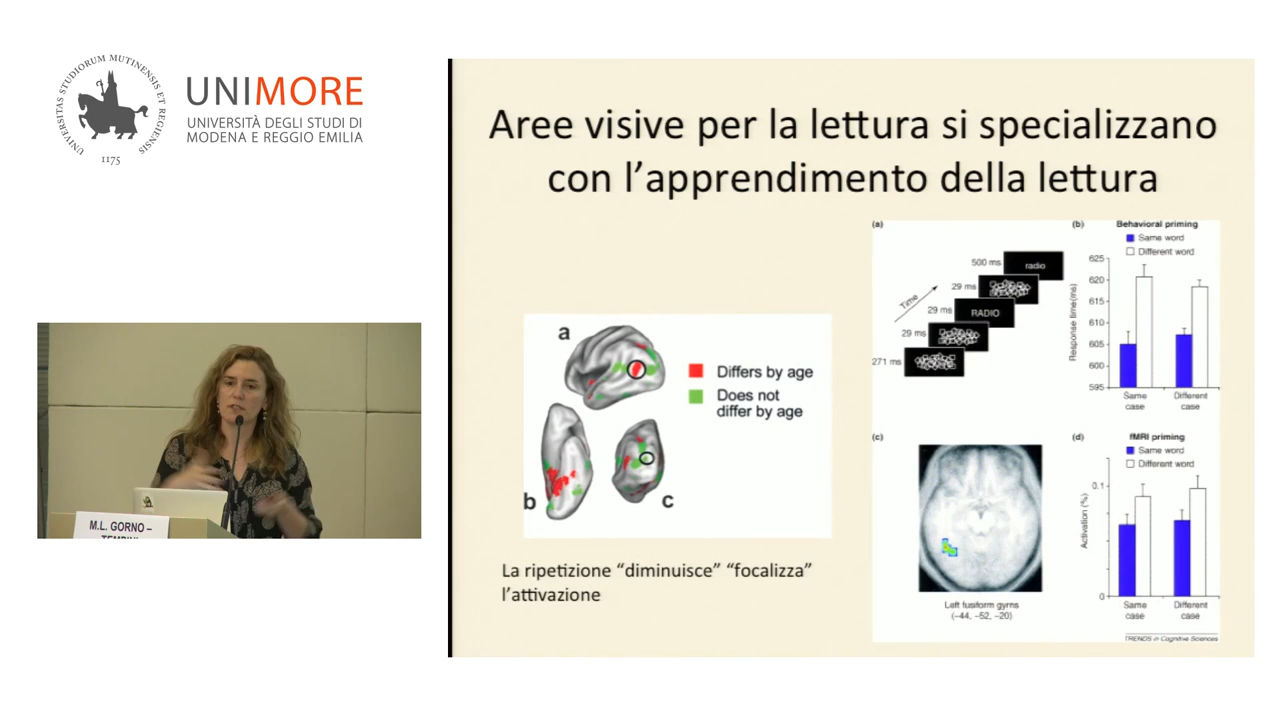 UNIVERSITAS STUDIORUM MUTINENSIS ET REGIENSIS
1175
UNIMORE
UNIVERSITÀ DEGLI STUDI DI
MODENA E REGGIO EMILIA
M.L. GORNO –
Aree visive per la lettura si specializzano
con l’apprendimento della lettura
a
b
c
Differs by age
Does not
differ by age
La ripetizione “diminuisce” “focalizza”
l’attivazione
(a)
500 ms
radio
29 ms
29 ms
RADIO
29 ms
271 ms
Time
(b)
Behavioral priming
Same word
Different word
Response time (ms)
625
620
615
610
605
600
595
Same
case
Different
case
(c)
Left fusiform gyrus
(–44, –52, –20)
(d)
fMRI priming
Same word
Different word
Activation (%)
0.1
0
Same
case
Different
case
TRENDS in Cognitive Sciences